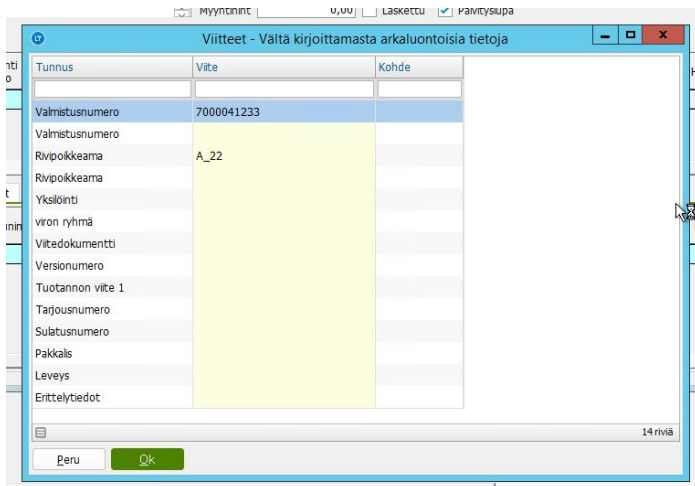 Myyntihint 0,00 Laskettu Päivityslupa
Viitteet - Vältä kirjoittamasta arkaluontoisia tietoja
Tunnus Viite Kohde
Valmistusnumero 7000041233
Valmistusnumero
Rivipoikkeama A_22
Rivipoikkeama
Yksilöinti
viron ryhmä
Viitedokumentti
Versionumero
Tuotannon viite 1
Tarjousnumero
Sulatusnumero
Pakkalis
Leveys
Erittelytiedot
14 riviä
Peru Ok